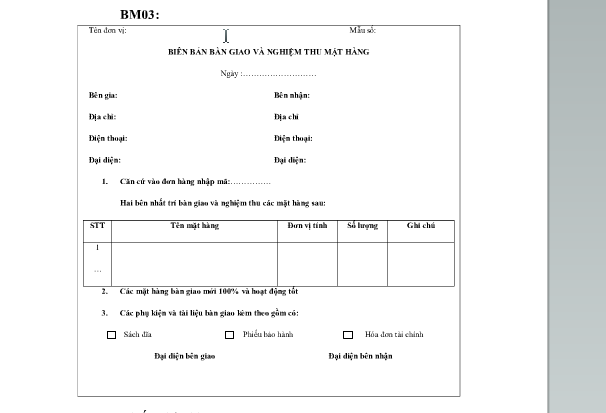 BM03:
Tên đơn vị: Mẫu số:
BIÊN BẢN BÀN GIAO VÀ NGHIỆM THU MẶT HÀNG
Ngày :............................
Bên gia: Bên nhận:
Địa chỉ: Địa chỉ
Điện thoại: Điện thoại:
Đại diện: Đại diện:
1. Căn cứ vào đơn hàng nhập mã:...............
Hai bên nhất trí bàn giao và nghiệm thu các mặt hàng sau:
STT Tên mặt hàng Đơn vị tính Số lượng Ghi chú
1
...
2. Các mặt hàng bàn giao mới 100% và hoạt động tốt
3. Các phụ kiện và tài liệu bàn giao kèm theo gồm có:
Sách đĩa Phiếu bảo hành Hóa đơn tài chính
Đại diện bên giao Đại diện bên nhận